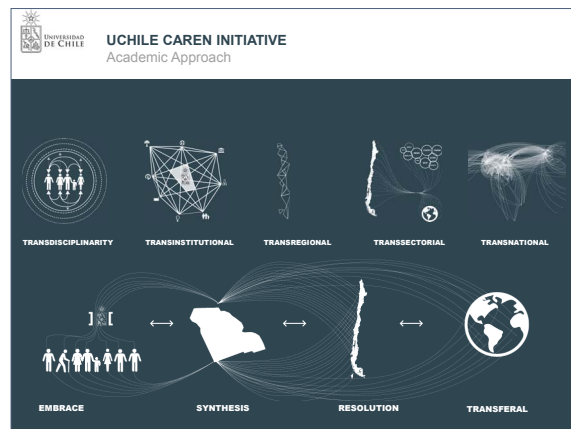 UNIVERSIDAD
DE CHILE
UCHILE CAREN INITIATIVE
Academic Approach
TRANSDISCIPLINARITY
TRANSINSTITUTIONAL
TRANSREGIONAL
TRANSSECTORIAL
TRANSNATIONAL
EMBRACE
SYNTHESIS
RESOLUTION
TRANSFERAL